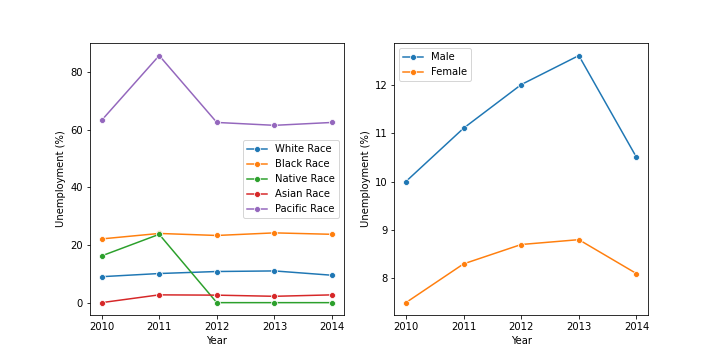 80
60
40
20
0
Unemployment (%)
White Race
Black Race
Native Race
Asian Race
Pacific Race
2010 2011 2012 2013 2014
Year
12
11
10
9
8
Unemployment (%)
Male
Female
2010 2011 2012 2013 2014
Year